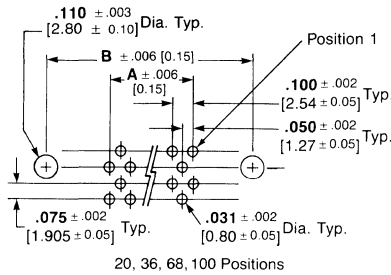 .110 ±.003 Dia. Typ.
[2.80 ± 0.10]
B ±.006 [0.15]
Position 1
A ±.006
[0.15]
.100 ±.002 Typ.
[2.54 ±0.05]
.050 ±.002 Typ.
[1.27 ±0.05]
.075 ±.002 Typ.
[1.905 ±0.05]
.031 ±.002 Dia. Typ.
[0.80 ±0.05]
20, 36, 68, 100 Positions